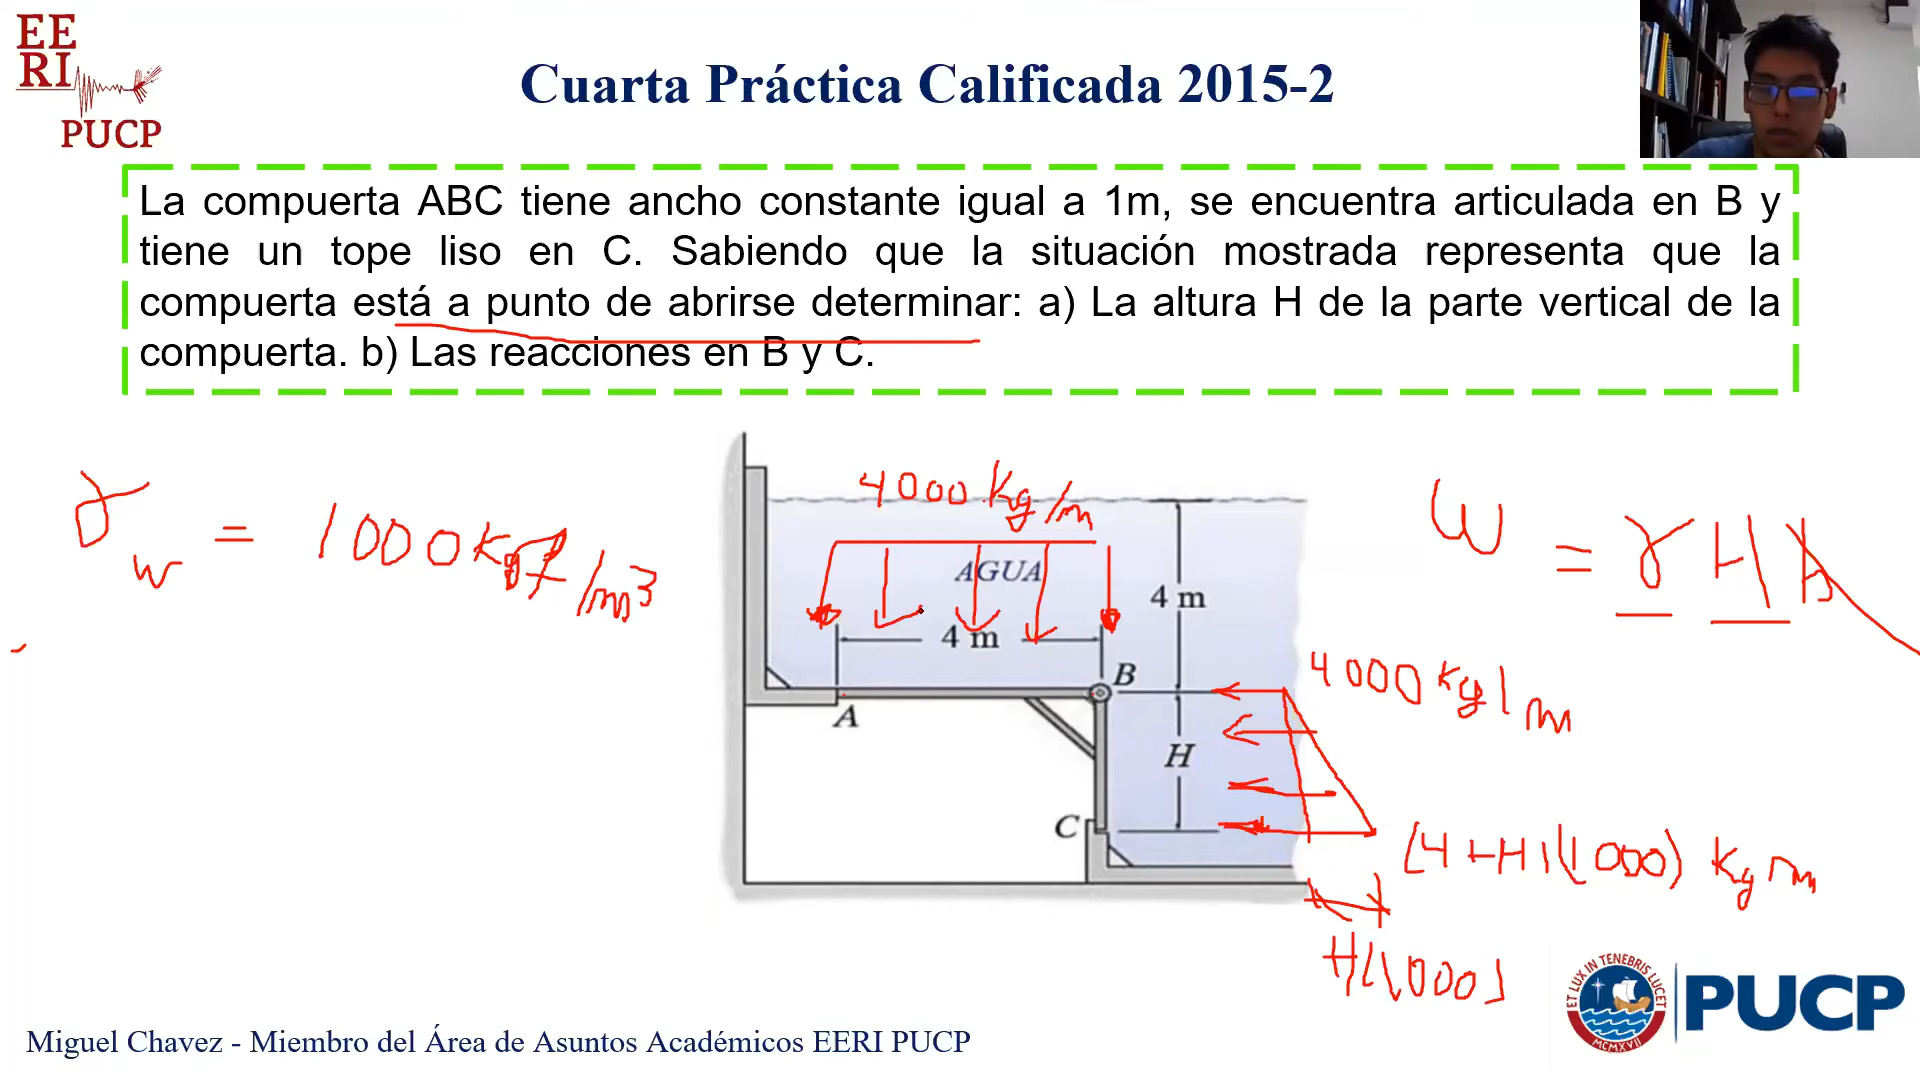 EE
RI
PUCP
Cuarta Práctica Calificada 2015-2
La compuerta ABC tiene ancho constante igual a 1m, se encuentra articulada en B y
tiene un tope liso en C. Sabiendo que la situación mostrada representa que la
compuerta está a punto de abrirse determinar: a) La altura H de la parte vertical de la
compuerta. b) Las reacciones en B y C.
γw = 1000 kgf/m3
4000 kg/m
AGUA
4 m
4 m
B
A
H
C
W = γ H b
4000 kg/m
(4+H)(1000) kg m
H(1000)
ET LUX IN TENEBRIS LUCET
MCMXVII
PUCP
Miguel Chavez - Miembro del Área de Asuntos Académicos EERI PUCP